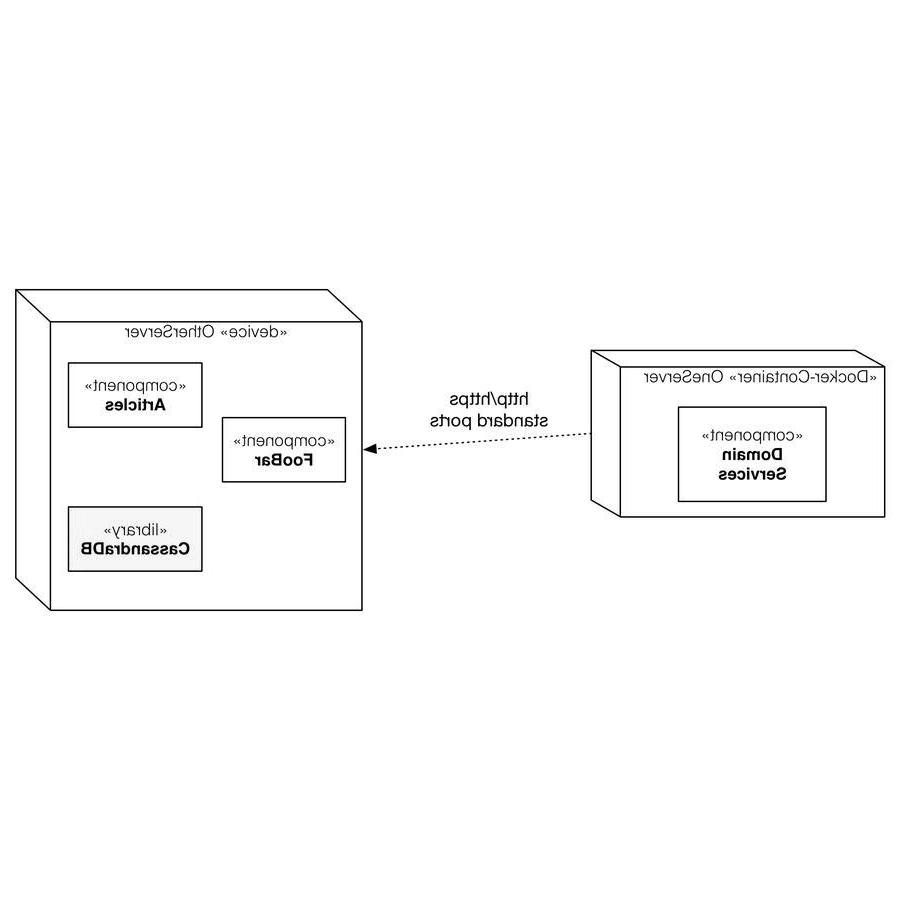 «device» OtherServer
«component»
Articles
«component»
FooBar
«library»
CassandraDB
http/https
standard ports
«Docker-Container» OneServer
«component»
Domain
Services